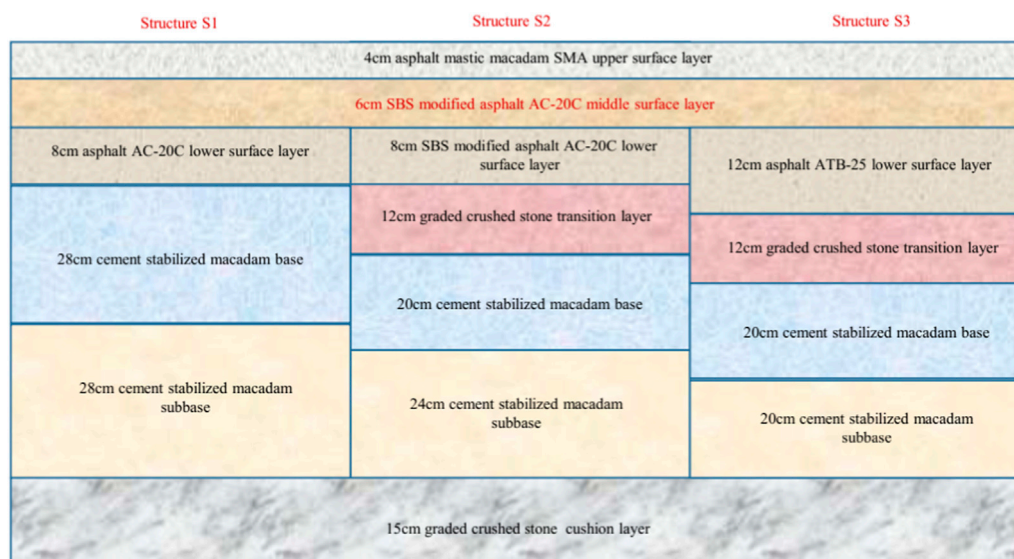 Structure S1
Structure S2
Structure S3
4cm asphalt mastic macadam SMA upper surface layer
6cm SBS modified asphalt AC-20C middle surface layer
8cm asphalt AC-20C lower surface layer
28cm cement stabilized macadam base
28cm cement stabilized macadam
subbase
8cm SBS modified asphalt AC-20C lower
surface layer
12cm graded crushed stone transition layer
20cm cement stabilized macadam base
24cm cement stabilized macadam
subbase
12cm asphalt ATB-25 lower surface layer
12cm graded crushed stone transition layer
20cm cement stabilized macadam base
20cm cement stabilized macadam
subbase
15cm graded crushed stone cushion layer